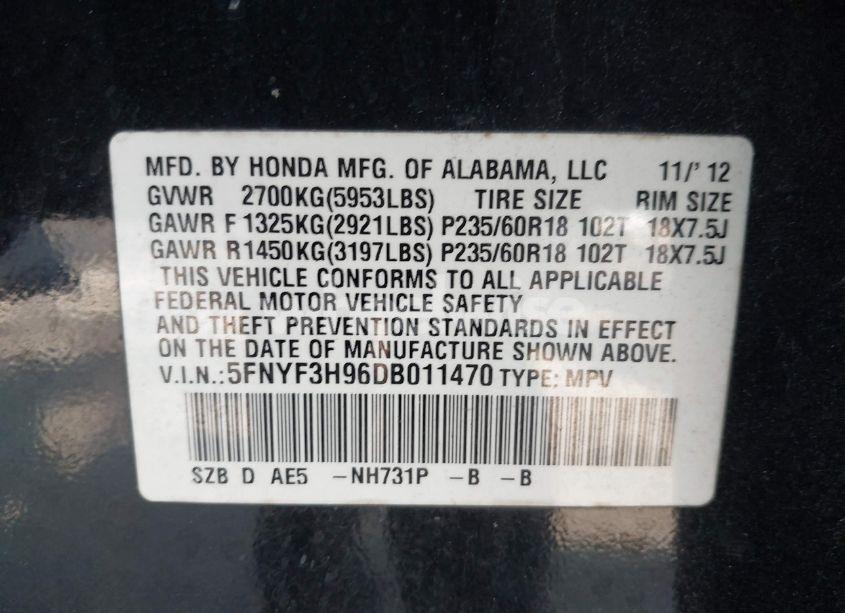 MFD. BY HONDA MFG. OF ALABAMA, LLC 11/' 12
GVWR 2700KG(5953LBS) TIRE SIZE RIM SIZE
GAWR F 1325KG(2921LBS) P235/60R18 102T 18X7.5J
GAWR R1450KG(3197LBS) P235/60R18 102T 18X7.5J
THIS VEHICLE CONFORMS TO ALL APPLICABLE
FEDERAL MOTOR VEHICLE SAFETY
AND THEFT PREVENTION STANDARDS IN EFFECT
ON THE DATE OF MANUFACTURE SHOWN ABOVE.
V.I.N.:5FNYF3H96DB011470 TYPE: MPV
SZB D AE5 -NH731P -B -B